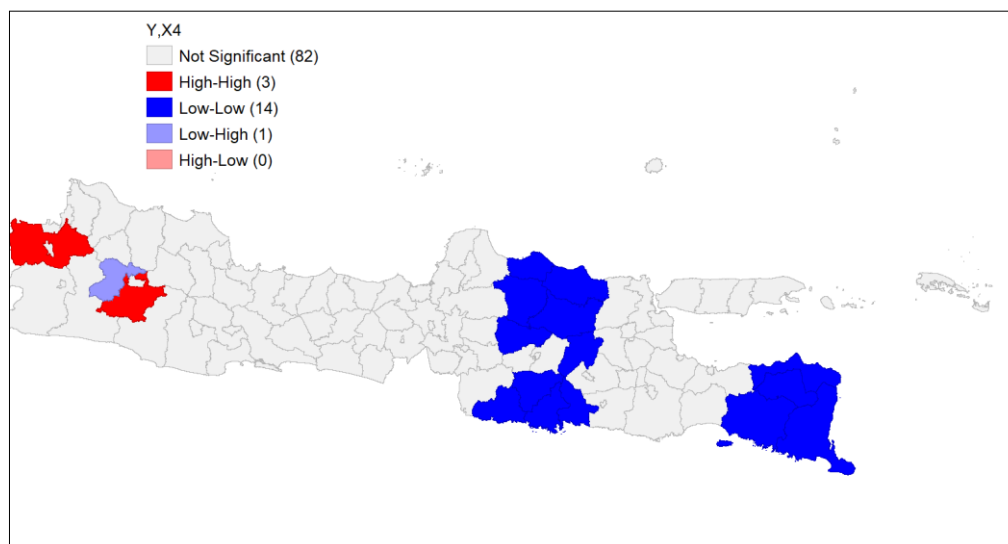 Y,X4
Not Significant (82)
High-High (3)
Low-Low (14)
Low-High (1)
High-Low (0)